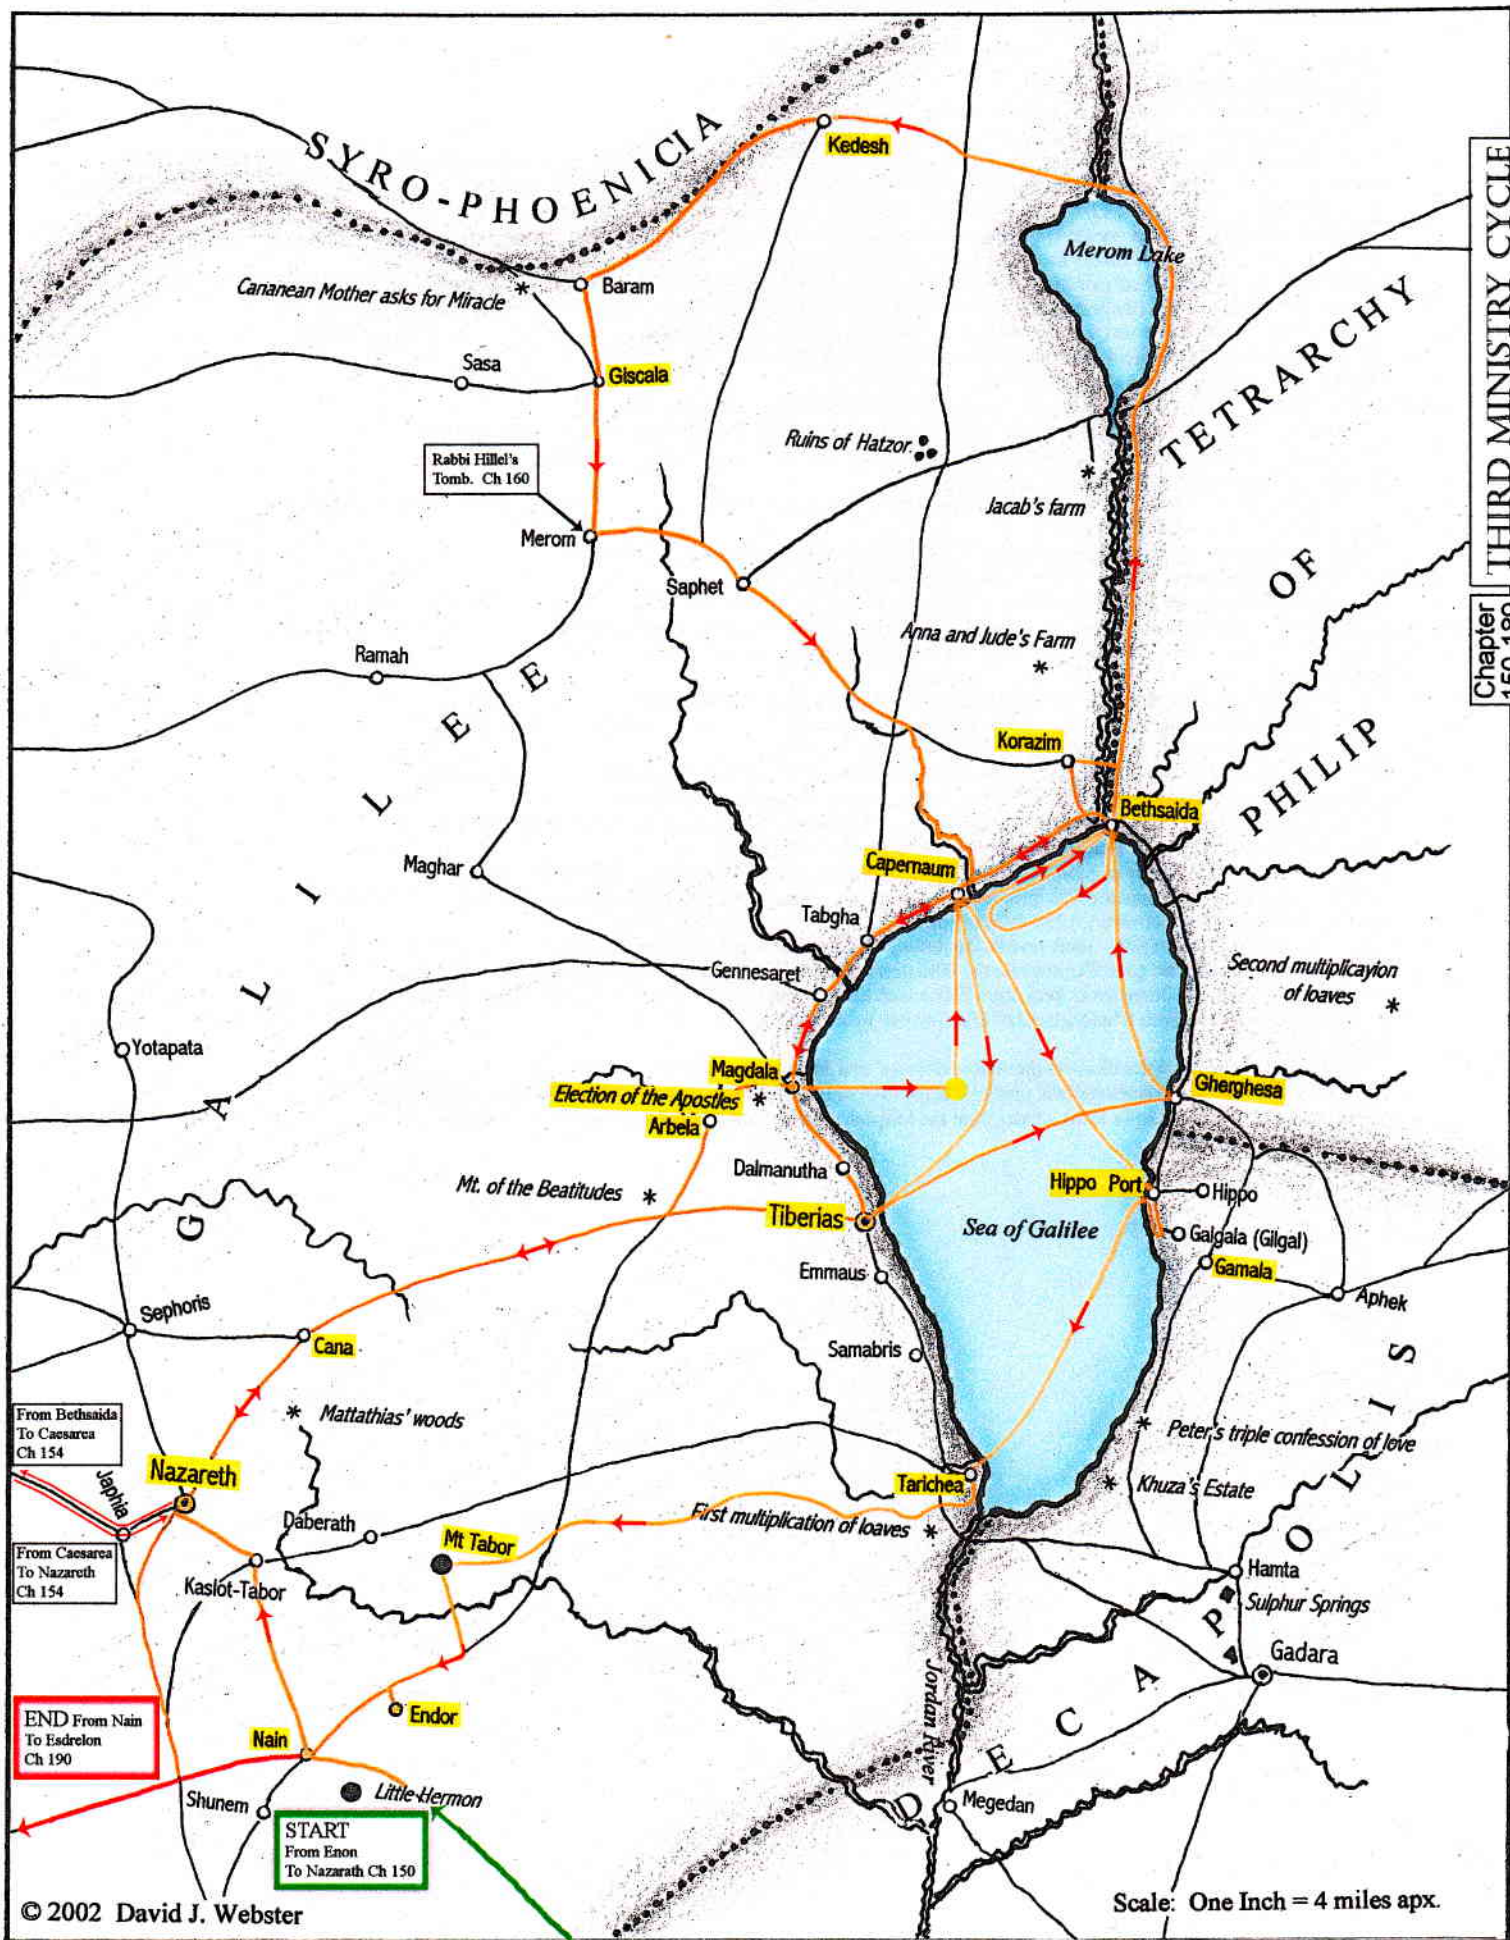 SYRO-PHOENICIA
Kedesh
Merom Lake
Cananean Mother asks for Miracle
Baram
Sasa
Giscala
TETRARCHY
THIRD MINISTRY CYCLE
Rabbi Hillel's
Tomb. Ch 160
Ruins of Hatzor.
Jacab's farm
Merom
Saphet
OF
Chapter
Anna and Jude's Farm
Ramah
GALILEE
Korazim
PHILIP
Bethsaida
Maghar
Capernaum
Tabgha
Gennesaret
Second multiplicayion
of loaves
Yotapata
Magdala
Election of the Apostles
Arbela
Gherghesa
Dalmanutha
Mt. of the Beatitudes
Hippo Port
Hippo
Tiberias
Sea of Galilee
Galgala (Gilgal)
Gamala
Emmaus
Aphek
Sephoris
Cana
Samabris
From Bethsaida
To Caesarea
Ch 154
Mattathias' woods
Peter's triple confession of love
Nazareth
Japhia
Tarichea
Khuza's Estate
Daberath
First multiplication of loaves
Mt Tabor
From Caesarea
To Nazareth
Ch 154
Kaslot-Tabor
Hamta
Sulphur Springs
Gadara
DECAPOLIS
Jordan River
END From Nain
To Esdrelon
Ch 190
Endor
Nain
Little-Hermon
Shunem
Megedan
START
From Enon
To Nazarath Ch 150
© 2002 David J. Webster
Scale: One Inch = 4 miles apx.